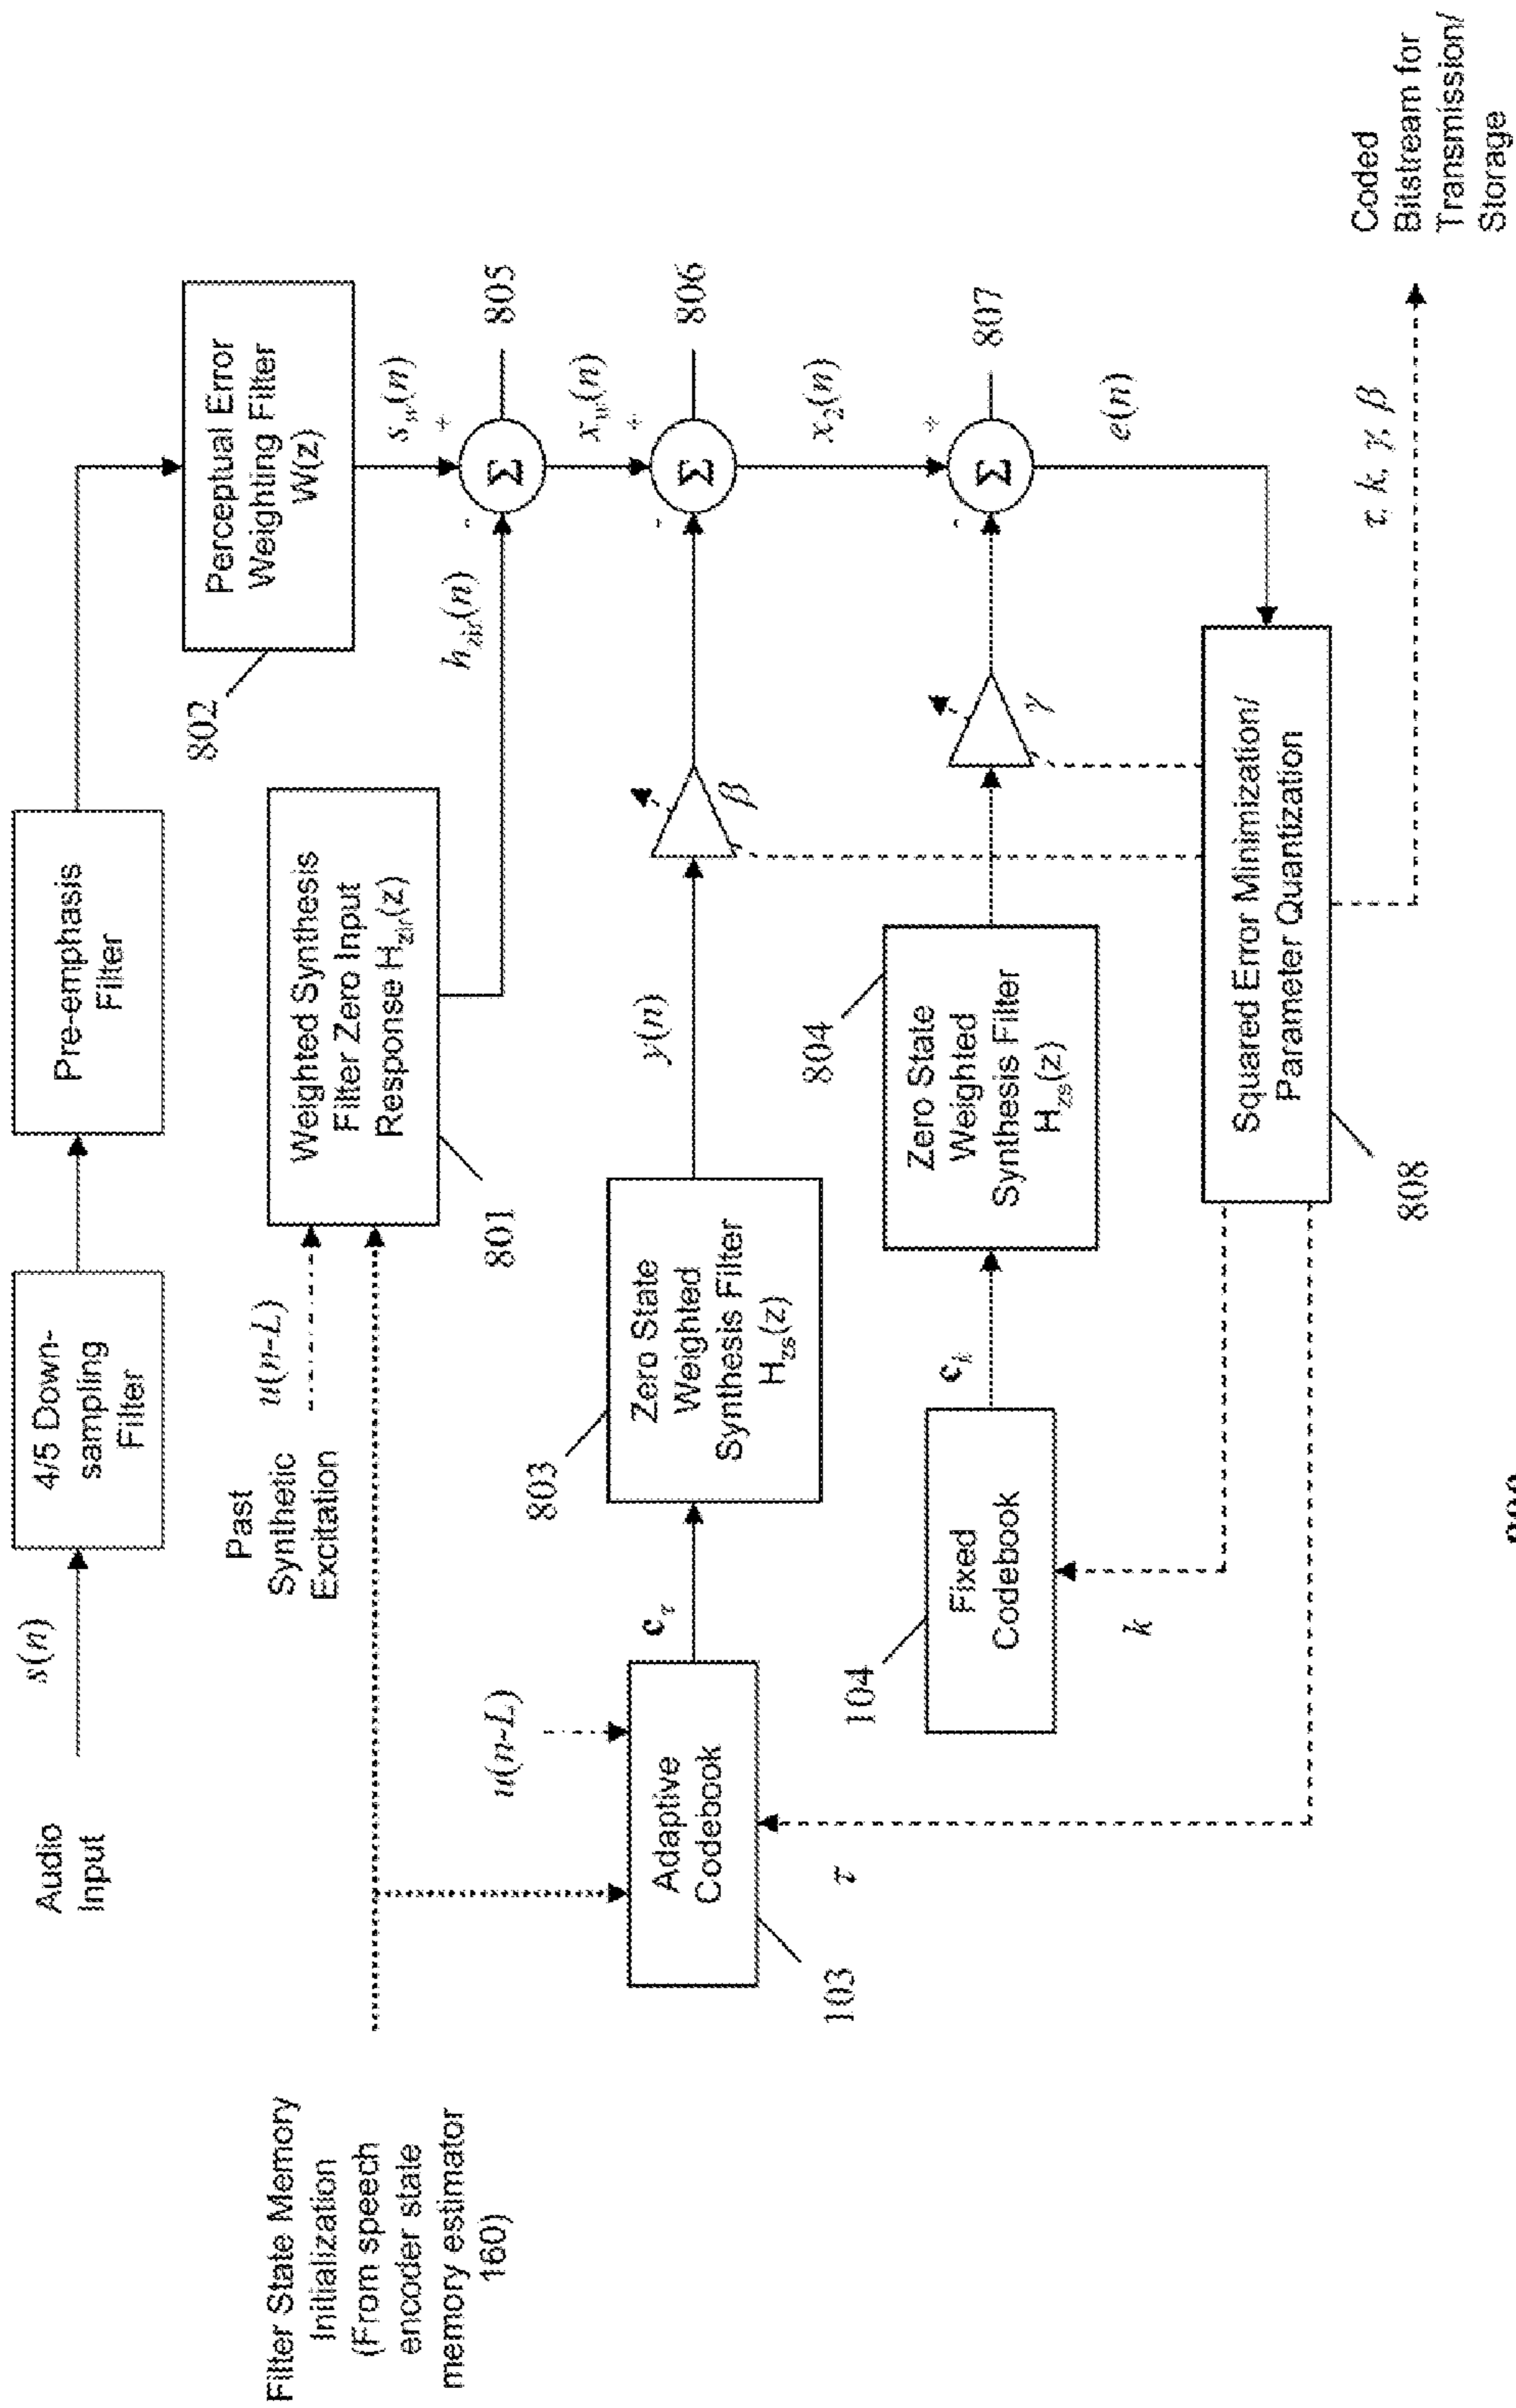 Audio
Input
s(n)
4/5 Down-
sampling
Filter
Pre-emphasis
Filter
Perceptual Error
Weighting Filter
W(z)
802
Filter State Memory
Initialization
(From speech
encoder state
memory estimator
160)
Past
Synthetic
Excitation
u(n-L)
Weighted Synthesis
Filter Zero Input
Response H_zir(z)
801
h_zir(n)
s_w(n)
+
-
Σ
805
x_w(n)
u(n-L)
Adaptive
Codebook
103
τ
c_τ
Zero State
Weighted
Synthesis Filter
H_zs(z)
803
y(n)
β
+
-
Σ
806
x_2(n)
Fixed
Codebook
104
k
c_k
Zero State
Weighted
Synthesis Filter
H_zs(z)
804
γ
+
-
Σ
807
e(n)
Squared Error Minimization/
Parameter Quantization
808
τ, k, γ, β
Coded
Bitstream for
Transmission/
Storage